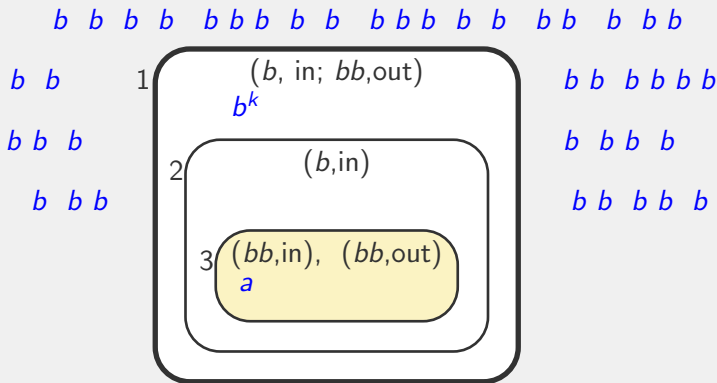 b b b b b b b b b b b b b b b b b b b b
b b 1 (b, in; bb,out) b b b b b b b
b^k
b b b 2 (b,in) b b b b
b b b 3 (bb,in), (bb,out) b b b b b
a